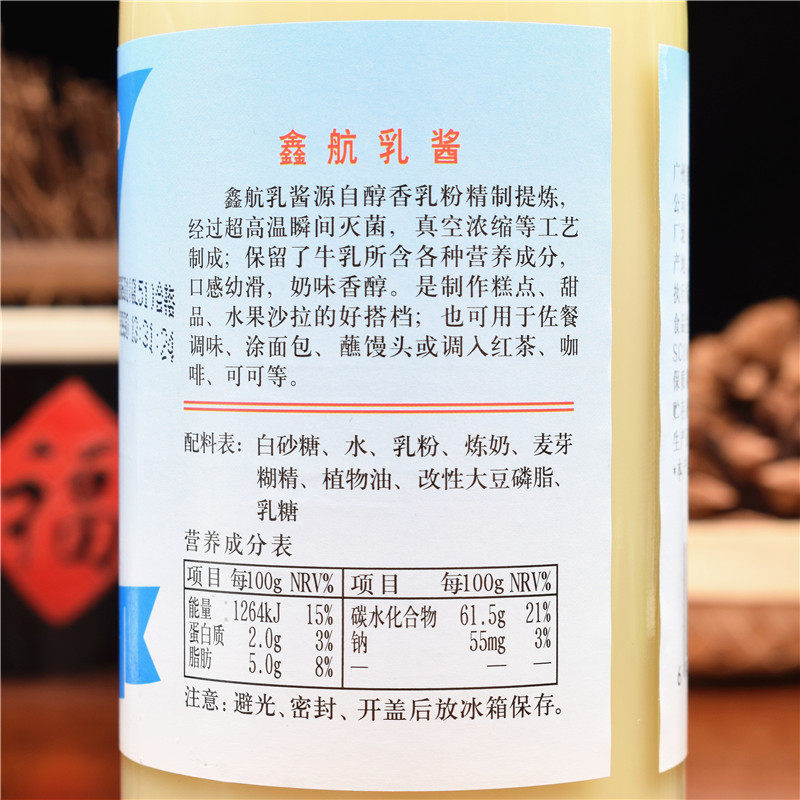 鑫航乳酱
鑫航乳酱源自醇香乳粉精制提炼,
经过超高温瞬间灭菌，真空浓缩等工艺
制成；保留了牛乳所含各种营养成分,
口感幼滑，奶味香醇。是制作糕点、甜
品、水果沙拉的好搭档；也可用于佐餐
调味、涂面包、蘸馒头或调入红茶、咖
啡、可可等。
配料表：白砂糖、水、乳粉、炼奶、麦芽
糊精、植物油、改性大豆磷脂、
乳糖
营养成分表
项目 每100g NRV% 项目 每100g NRV%
能量 1264kJ 15% 碳水化合物 61.5g 21%
蛋白质 2.0g 3% 钠 55mg 3%
脂肪 5.0g 8% — — —
注意：避光、密封、开盖后放冰箱保存。
福